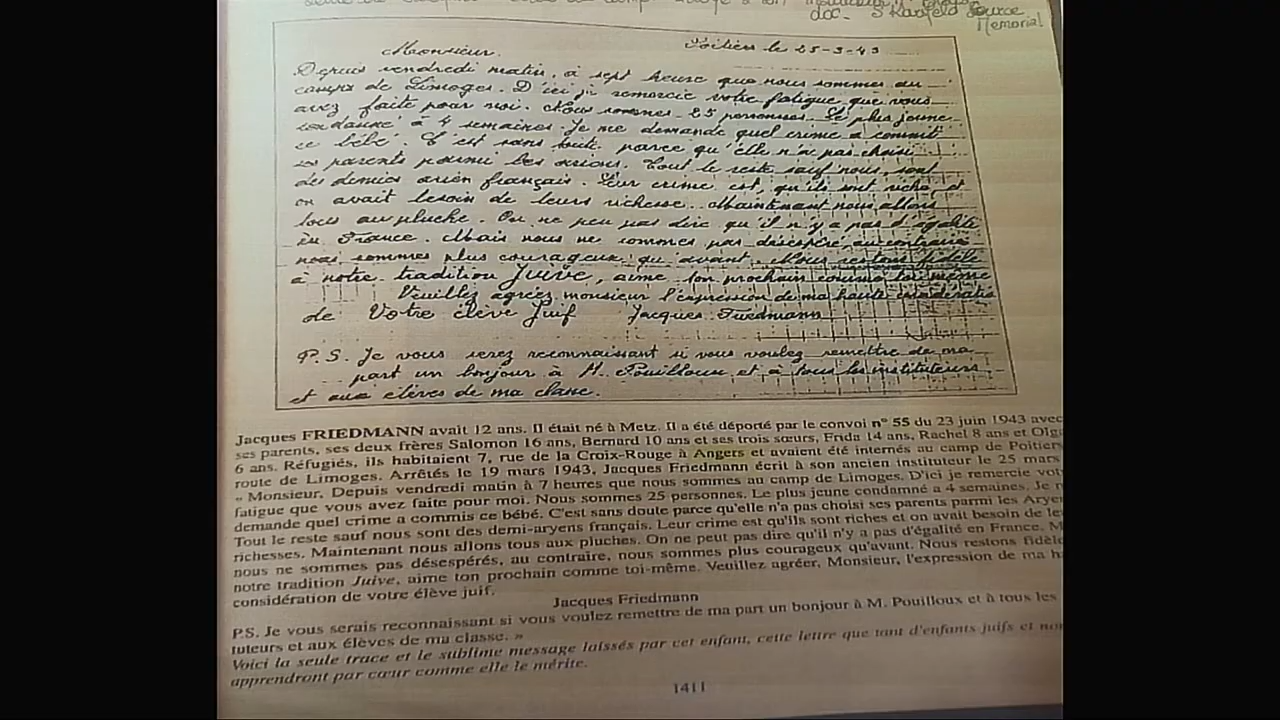 doc- S Klarsfeld Source
Memorial
Poitiers le 25-3-43
Monsieur.
Depuis vendredi matin, à sept heure que nous sommes au
camps de Limoges. D'ici je remercie votre fatigue que vous
avez faite pour moi. Nous sommes 25 personnes. Le plus jeune
condamné à 4 semaines. Je me demande quel crime a commit
ce bébé. C'est sans doute parce qu'elle n'a pas choisi
ses parents parmi les ariens. Tout le reste sauf nous, sont
des demies arien français. Leur crime est, qu'ils sont riche et
on avait besoin de leurs richesse. Maintenant nous allons
tous au pluche. On ne peu pas dire qu'il n'y a pas d'égalité
en France. Mais nous ne sommes pas désespéré, au contraire
nous sommes plus courageux qu'avant. Nous restons fidèle
à notre tradition Juive, aime ton prochain comme toi même
Veuillez agréez monsieur l'expression de ma haute considération
de Votre élève Juif Jacques Friedmann
P.S. Je vous serez reconnaissant si vous voulez remettre de ma
part un bonjour à M. Pouilloux et à tous les instituteurs
et aux élèves de ma classe.
Jacques FRIEDMANN avait 12 ans. Il était né à Metz. Il a été déporté par le convoi n° 55 du 23 juin 1943 avec
ses parents, ses deux frères Salomon 16 ans, Bernard 10 ans et ses trois sœurs, Frida 14 ans, Rachel 8 ans et Olga
6 ans. Réfugiés, ils habitaient 7, rue de la Croix-Rouge à Angers et avaient été internés au camp de Poitiers
route de Limoges. Arrêtés le 19 mars 1943, Jacques Friedmann écrit à son ancien instituteur le 25 mars
« Monsieur, Depuis vendredi matin à 7 heures que nous sommes au camp de Limoges. D'ici je remercie vot
fatigue que vous avez faite pour moi. Nous sommes 25 personnes. Le plus jeune condamné a 4 semaines. Je m
demande quel crime a commis ce bébé. C'est sans doute parce qu'elle n'a pas choisi ses parents parmi les Arye
Tout le reste sauf nous sont des demi-aryens français. Leur crime est qu'ils sont riches et on avait besoin de leu
richesses. Maintenant nous allons tous aux pluches. On ne peut pas dire qu'il n'y a pas d'égalité en France. M
nous ne sommes pas désespérés, au contraire, nous sommes plus courageux qu'avant. Nous restons fidèle
notre tradition Juive, aime ton prochain comme toi-même. Veuillez agréer, Monsieur, l'expression de ma ha
considération de votre élève juif.
Jacques Friedmann
P.S. Je vous serais reconnaissant si vous voulez remettre de ma part un bonjour à M. Pouilloux et à tous les
tuteurs et aux élèves de ma classe. »
Voici la seule trace et le sublime message laissés par cet enfant, cette lettre que tant d'enfants juifs et non
apprendront par cœur comme elle le mérite.
1411